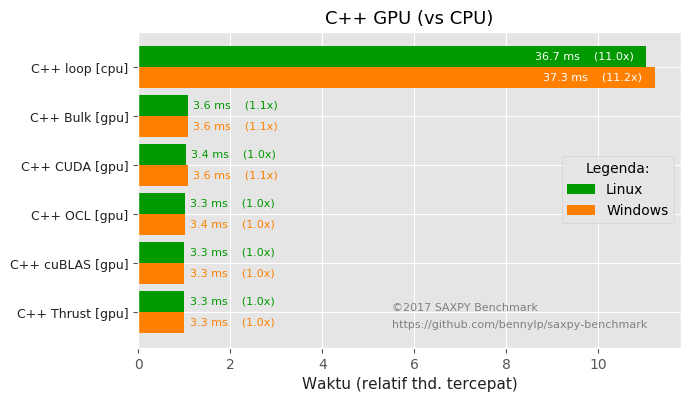 C++ GPU (vs CPU)
C++ loop [cpu]
36.7 ms (11.0x)
37.3 ms (11.2x)
C++ Bulk [gpu]
3.6 ms (1.1x)
3.6 ms (1.1x)
C++ CUDA [gpu]
3.4 ms (1.0x)
3.6 ms (1.1x)
C++ OCL [gpu]
3.3 ms (1.0x)
3.4 ms (1.0x)
C++ cuBLAS [gpu]
3.3 ms (1.0x)
3.3 ms (1.0x)
C++ Thrust [gpu]
3.3 ms (1.0x)
3.3 ms (1.0x)
Legenda:
Linux
Windows
©2017 SAXPY Benchmark
https://github.com/bennylp/saxpy-benchmark
0 2 4 6 8 10
Waktu (relatif thd. tercepat)